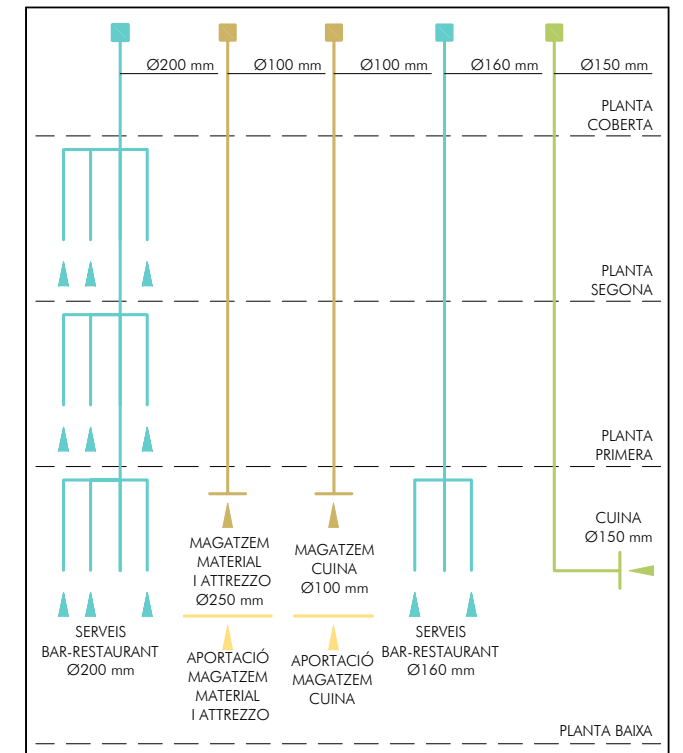 Ø200 mm
Ø100 mm
Ø100 mm
Ø160 mm
Ø150 mm
PLANTA
COBERTA
PLANTA
SEGONA
PLANTA
PRIMERA
CUINA
Ø150 mm
MAGATZEM
MATERIAL
I ATTREZZO
Ø250 mm
MAGATZEM
CUINA
Ø100 mm
SERVEIS
BAR-RESTAURANT
Ø200 mm
APORTACIÓ
MAGATZEM
MATERIAL
I ATTREZZO
APORTACIÓ
MAGATZEM
CUINA
SERVEIS
BAR-RESTAURANT
Ø160 mm
PLANTA BAIXA